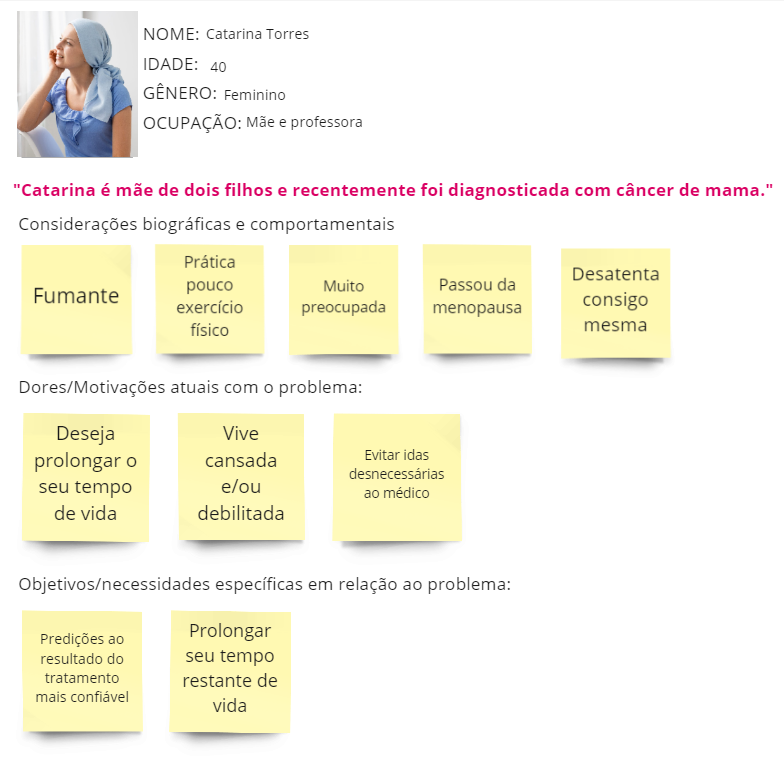 NOME: Catarina Torres
IDADE: 40
GÊNERO: Feminino
OCUPAÇÃO: Mãe e professora
"Catarina é mãe de dois filhos e recentemente foi diagnosticada com câncer de mama."
Considerações biográficas e comportamentais
Fumante
Prática
pouco
exercício
físico
Muito
preocupada
Passou da
menopausa
Desatenta
consigo
mesma
Dores/Motivações atuais com o problema:
Deseja
prolongar o
seu tempo
de vida
Vive
cansada
e/ou
debilitada
Evitar idas
desnecessárias
ao médico
Objetivos/necessidades específicas em relação ao problema:
Predições ao
resultado do
tratamento
mais confiável
Prolongar
seu tempo
restante de
vida